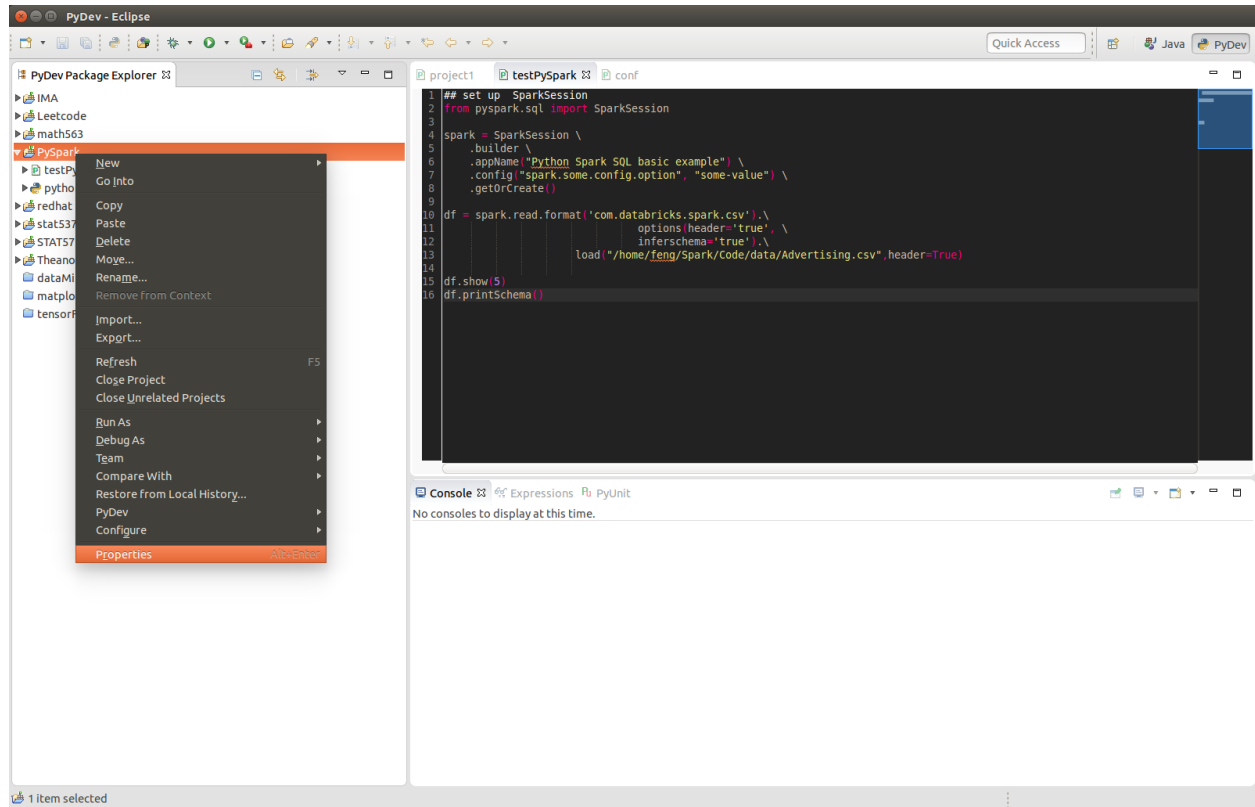 PyDev - Eclipse
Quick Access
Java
PyDev
PyDev Package Explorer
IMA
Leetcode
math563
PySpark
testPy
pytho
redhat
stat537
STAT57
Theano
dataMi
matplo
tensorF
New
Go Into
Copy
Paste
Delete
Move...
Rename...
Remove from Context
Import...
Export...
Refresh F5
Close Project
Close Unrelated Projects
Run As
Debug As
Team
Compare With
Restore from Local History...
PyDev
Configure
Properties Alt+Enter
project1 testPySpark conf
1 ## set up  SparkSession
2 from pyspark.sql import SparkSession
3
4 spark = SparkSession \
5     .builder \
6     .appName("Python Spark SQL basic example") \
7     .config("spark.some.config.option", "some-value") \
8     .getOrCreate()
9
10 df = spark.read.format('com.databricks.spark.csv').\
11                                options(header='true', \
12                                inferschema='true').\
13                      load("/home/feng/Spark/Code/data/Advertising.csv",header=True)
14
15 df.show(5)
16 df.printSchema()
Console Expressions PyUnit
No consoles to display at this time.
1 item selected